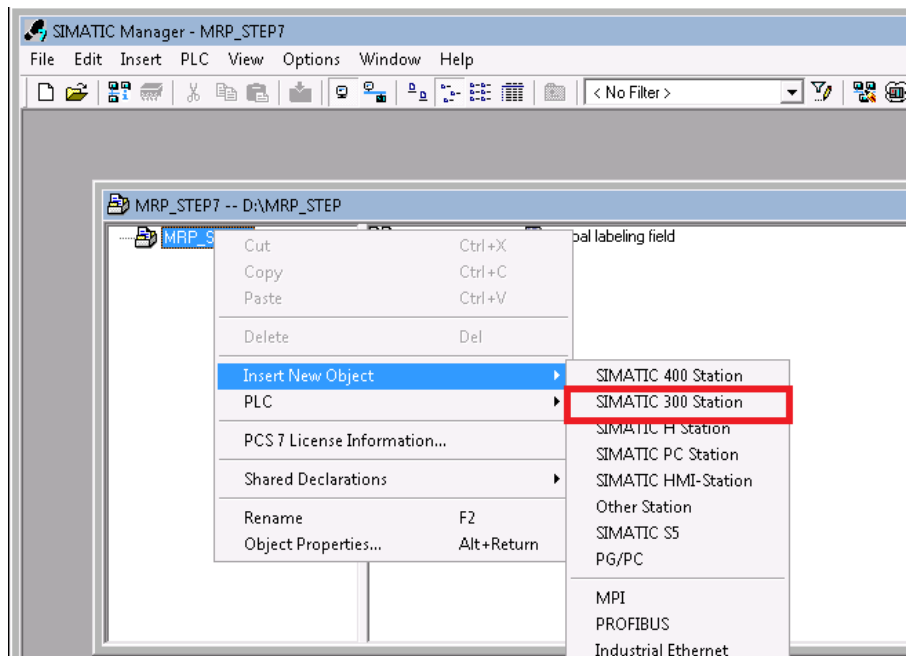 SIMATIC Manager - MRP_STEP7
File Edit Insert PLC View Options Window Help
< No Filter >
MRP_STEP7 -- D:\MRP_STEP
bal labeling field
Cut Ctrl+X
Copy Ctrl+C
Paste Ctrl+V
Delete Del
Insert New Object
PLC
PCS 7 License Information...
Shared Declarations
Rename F2
Object Properties... Alt+Return
SIMATIC 400 Station
SIMATIC 300 Station
SIMATIC H Station
SIMATIC PC Station
SIMATIC HMI-Station
Other Station
SIMATIC S5
PG/PC
MPI
PROFIBUS
Industrial Ethernet